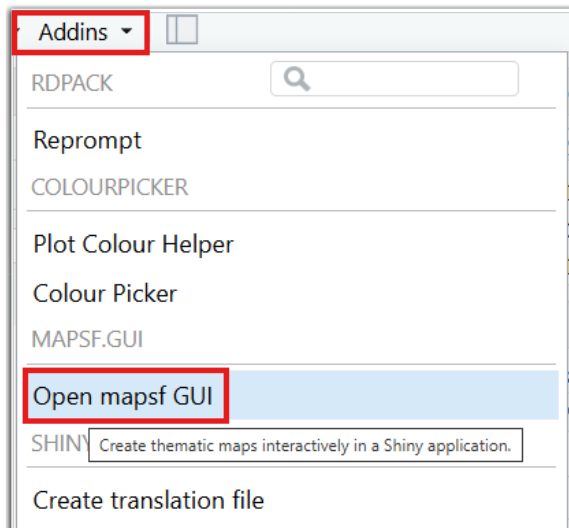 Addins
RDPACK
Reprompt
COLOURPICKER
Plot Colour Helper
Colour Picker
MAPSF.GUI
Open mapsf GUI
SHINY
Create thematic maps interactively in a Shiny application.
Create translation file